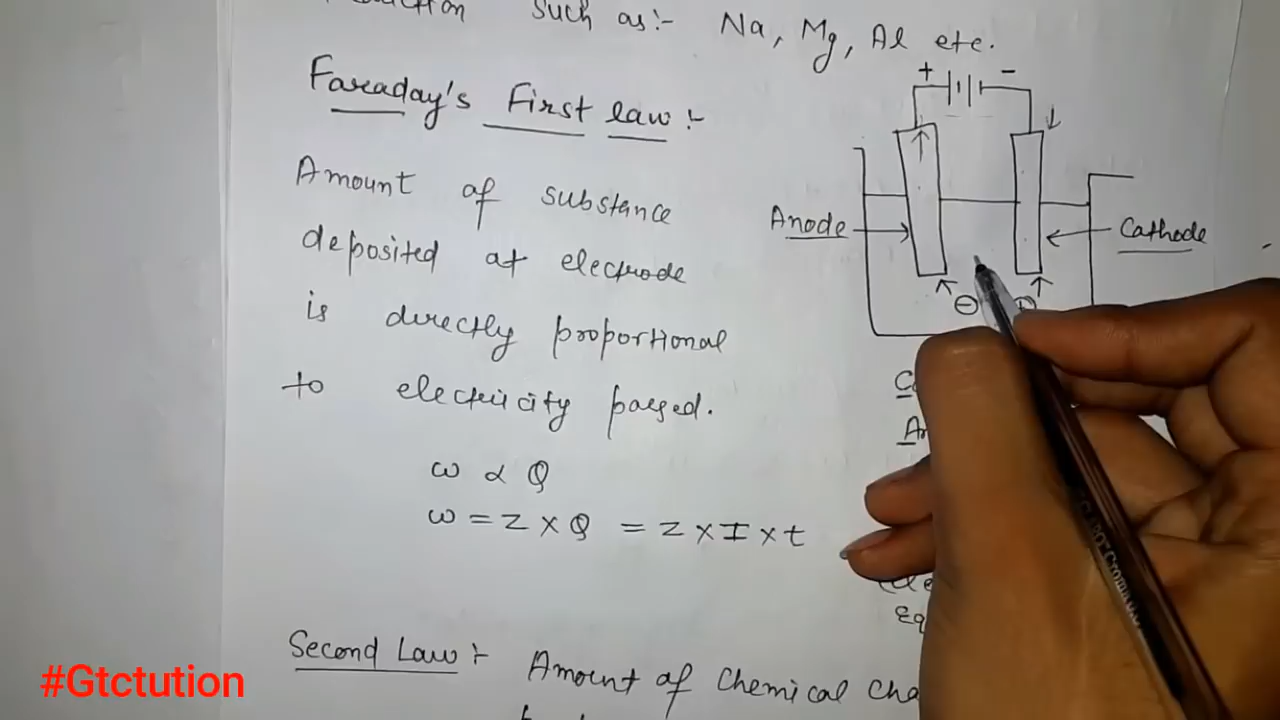 Such as:- Na, Mg, Al etc.
Faraday's First law :-
Amount of substance
deposited at electrode
is directly proportional
to electricity passed.
w ∝ Q
w = Z × Q = Z × I × t
+ -
Anode
Cathode
⊖
Second Law :- Amount of Chemical
#Gtctution